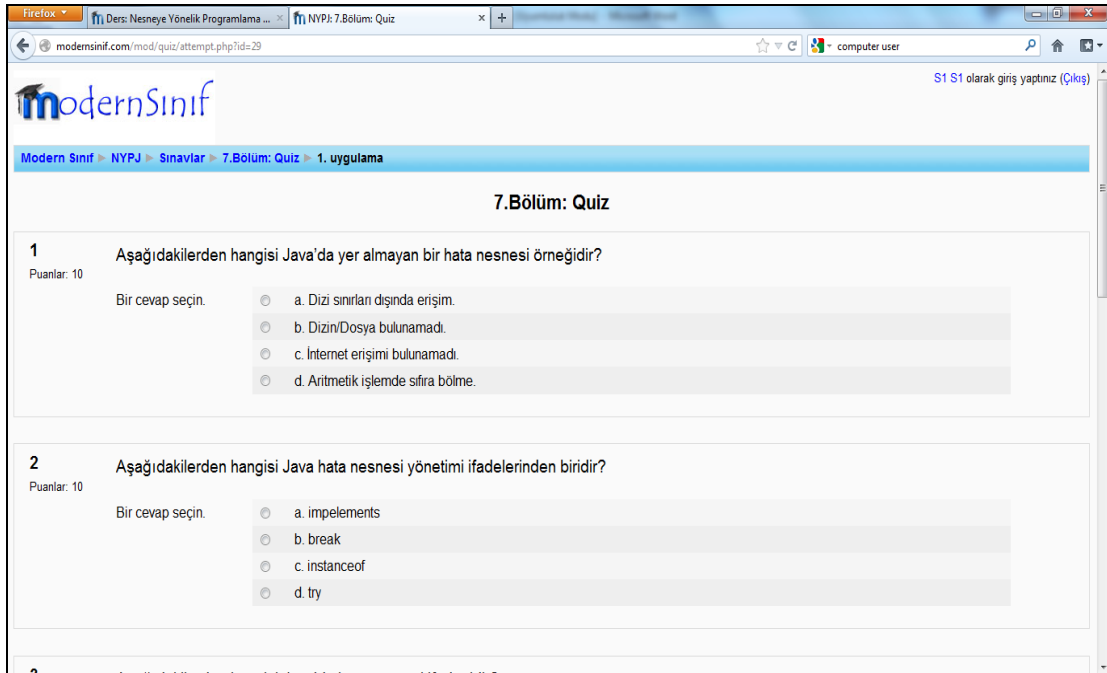 Firefox
Ders: Nesneye Yönelik Programlama ...
NYPJ: 7.Bölüm: Quiz
modernsinif.com/mod/quiz/attempt.php?id=29
computer user
modernSınıf
S1 S1 olarak giriş yaptınız (Çıkış)
Modern Sınıf ► NYPJ ► Sınavlar ► 7.Bölüm: Quiz ► 1. uygulama
7.Bölüm: Quiz
1
Puanlar: 10
Aşağıdakilerden hangisi Java'da yer almayan bir hata nesnesi örneğidir?
Bir cevap seçin.
a. Dizi sınırları dışında erişim.
b. Dizin/Dosya bulunamadı.
c. İnternet erişimi bulunamadı.
d. Aritmetik işlemde sıfıra bölme.
2
Puanlar: 10
Aşağıdakilerden hangisi Java hata nesnesi yönetimi ifadelerinden biridir?
Bir cevap seçin.
a. impelements
b. break
c. instanceof
d. try